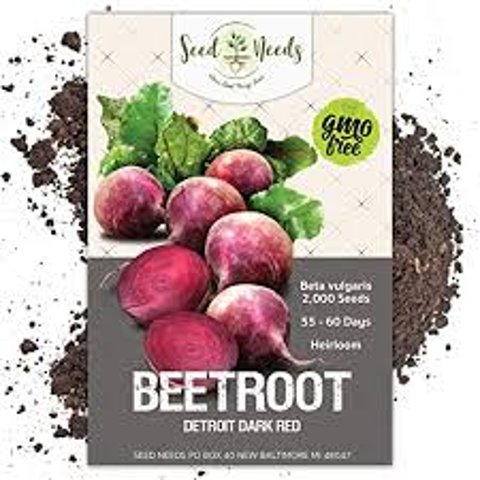 Seed Needs
gmo
free
Beta vulgaris
2,000 Seeds
55 - 60 Days
Heirloom
BEETROOT
DETROIT DARK RED
SEED NEEDS PO BOX 40 NEW BALTIMORE MI 48047